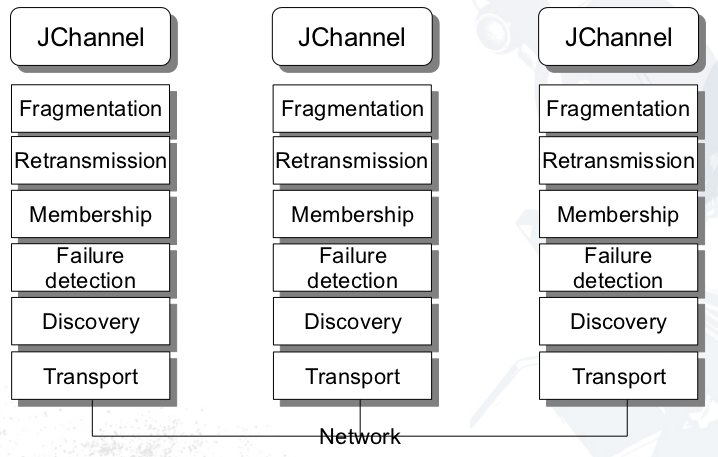 JChannel JChannel JChannel
Fragmentation Fragmentation Fragmentation
Retransmission Retransmission Retransmission
Membership Membership Membership
Failure Failure Failure
detection detection detection
Discovery Discovery Discovery
Transport Transport Transport
Network